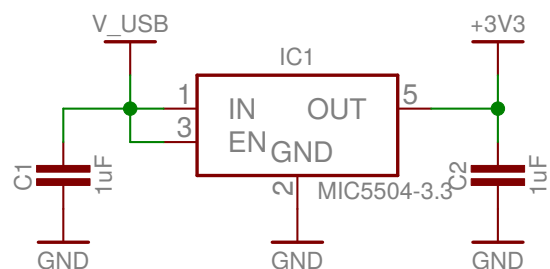 V_USB
+3V3
IC1
1
IN
OUT
5
3
EN
GND
C1
1uF
2
MIC5504-3.3
C2
1uF
GND
GND
GND